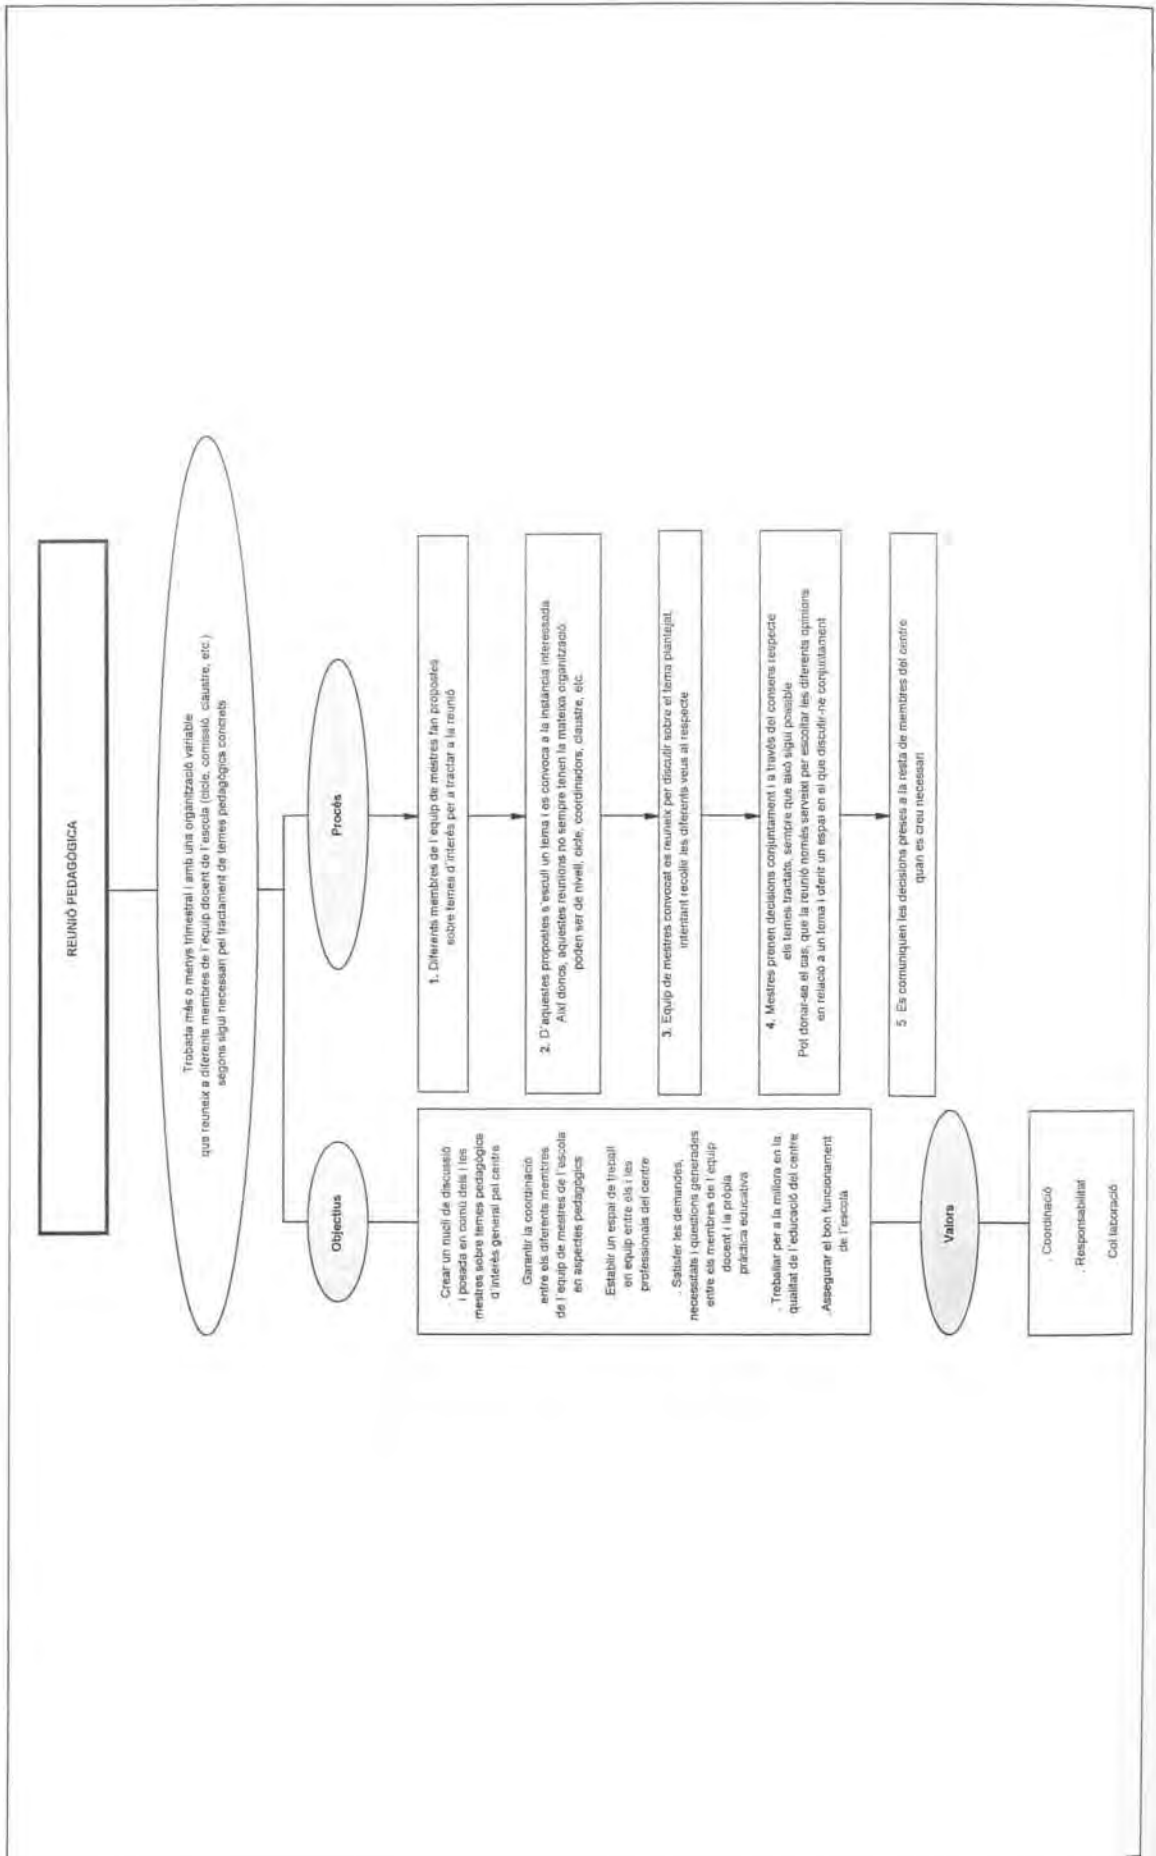 REUNIÓ PEDAGÒGICA
Trobada més o menys trimestral i amb una organització variable
que reuneix a diferents membres de l'equip docent de l'escola (cicle, comissió, claustre, etc.)
segons sigui necessari pel tractament de temes pedagògics concrets
Objectius
. Crear un nucli de discussió
i posada en comú dels i les
mestres sobre temes pedagògics
d'interès general pel centre
Garantir la coordinació
entre els diferents membres
de l'equip de mestres de l'escola
en aspectes pedagògics
Establir un espai de treball
en equip entre els i les
professionals del centre
. Satisfer les demandes,
necessitats i qüestions generades
entre els membres de l'equip
docent i la pròpia
pràctica educativa
. Treballar per a la millora en la
qualitat de l'educació del centre
. Assegurar el bon funcionament
de l'escola
Valors
. Coordinació
. Responsabilitat
Col.laboració
Procés
1. Diferents membres de l'equip de mestres fan propostes
sobre temes d'interès per a tractar a la reunió
2. D'aquestes propostes s'escull un tema i es convoca a la instància interessada.
Així doncs, aquestes reunions no sempre tenen la mateixa organització:
poden ser de nivell, cicle, coordinadors, claustre, etc.
3. Equip de mestres convocat es reuneix per discutir sobre el tema plantejat,
intentant recollir les diferents veus al respecte
4. Mestres prenen decisions conjuntament i a través del consens respecte
els temes tractats, sempre que això sigui possible
Pot donar-se el cas, que la reunió només serveixi per escoltar les diferents opinions
en relació a un tema i oferir un espai en el que discutir-ne conjuntament
5 Es comuniquen les decisions preses a la resta de membres del centre
quan es creu necessari